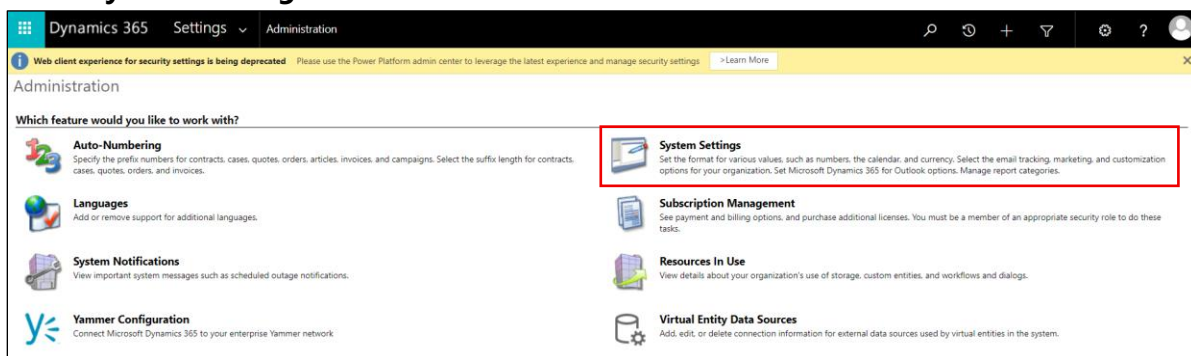 Dynamics 365 Settings Administration
Web client experience for security settings is being deprecated Please use the Power Platform admin center to leverage the latest experience and manage security settings >Learn More
Administration
Which feature would you like to work with?
Auto-Numbering
Specify the prefix numbers for contracts, cases, quotes, orders, articles, invoices, and campaigns. Select the suffix length for contracts,
cases, quotes, orders, and invoices.
System Settings
Set the format for various values, such as numbers, the calendar, and currency. Select the email tracking, marketing, and customization
options for your organization. Set Microsoft Dynamics 365 for Outlook options. Manage report categories.
Languages
Add or remove support for additional languages.
Subscription Management
See payment and billing options, and purchase additional licenses. You must be a member of an appropriate security role to do these
tasks.
System Notifications
View important system messages such as scheduled outage notifications.
Resources In Use
View details about your organization's use of storage, custom entities, and workflows and dialogs.
Yammer Configuration
Connect Microsoft Dynamics 365 to your enterprise Yammer network
Virtual Entity Data Sources
Add, edit, or delete connection information for external data sources used by virtual entities in the system.